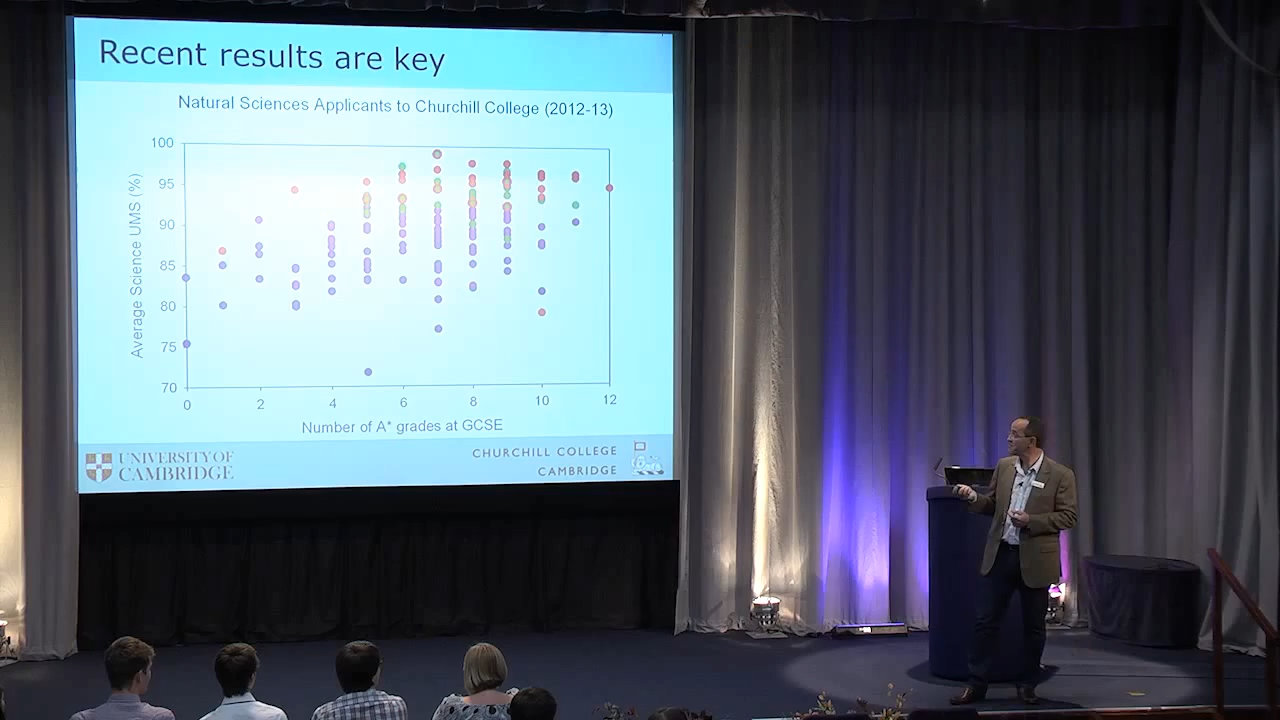 Recent results are key
Natural Sciences Applicants to Churchill College (2012-13)
Average Science UMS (%)
100
95
90
85
80
75
70
0 2 4 6 8 10 12
Number of A* grades at GCSE
UNIVERSITY OF
CAMBRIDGE
CHURCHILL COLLEGE
CAMBRIDGE